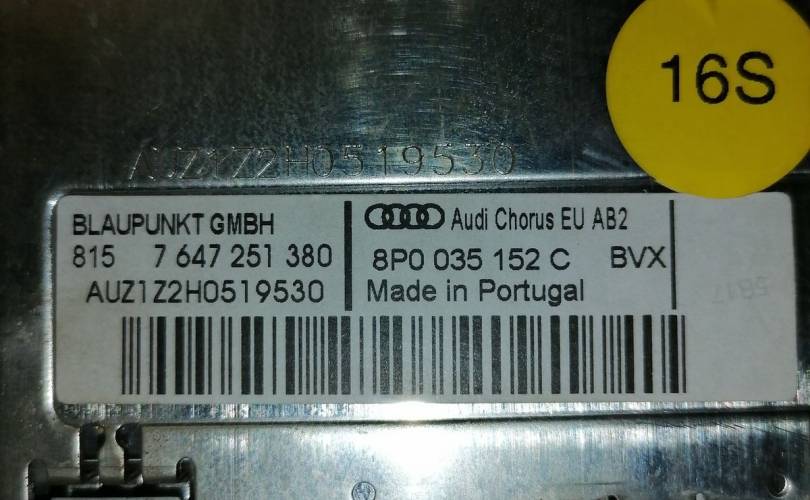 16S
AUZ1Z2H0519530
BLAUPUNKT GMBH
815 7 647 251 380
AUZ1Z2H0519530
Audi Chorus EU AB2
8P0 035 152 C BVX
Made in Portugal